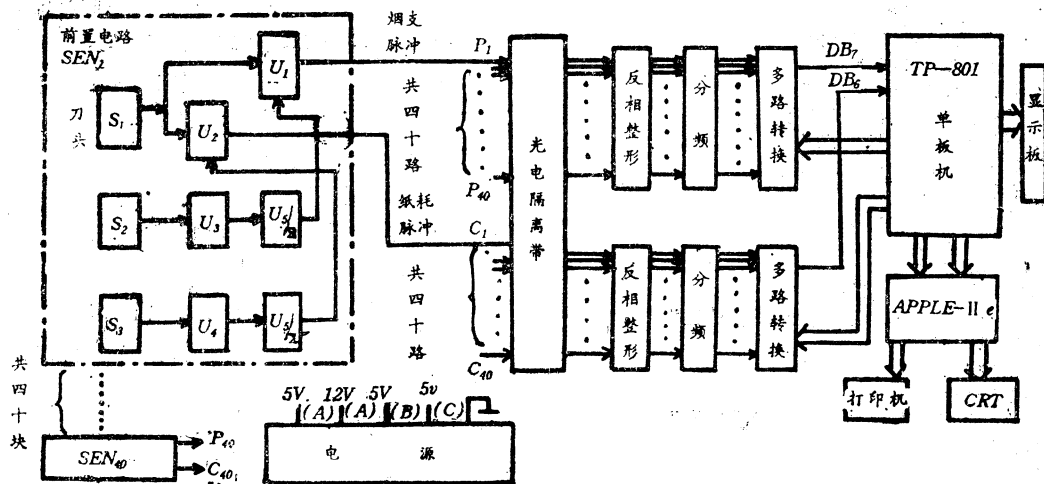 前置电路
SEN₁
刀头
S₁
U₁
U₂
S₂
U₃
U₅/2
S₃
U₄
U₅/2
共四十块
SEN₄₀
P₄₀
C₄₀
烟支
脉冲
共四十路
纸耗
脉冲
共四十路
P₁
P₄₀
C₁
C₄₀
光电隔离带
反相整形
分频
多路转换
反相整形
分频
多路转换
DB₇
DB₆
TP—801
单板机
显示板
APPLE-II e
打印机
CRT
5V 12V 5V 5v
(A) (A) (B) (C)
电源